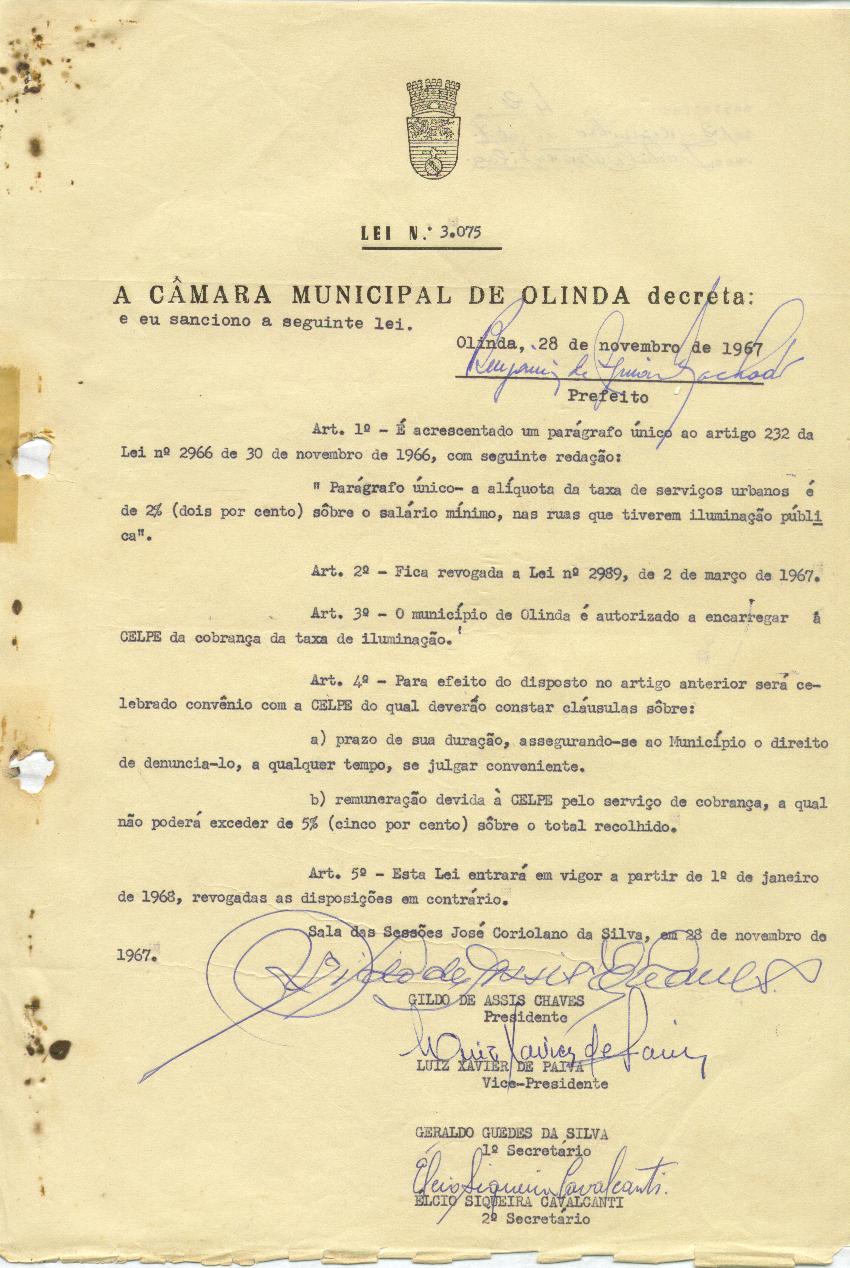 LEI N.º 3.075
A CÂMARA MUNICIPAL DE OLINDA decreta:
e eu sanciono a seguinte lei.
Olinda, 28 de novembro de 1967
Prefeito
Art. 1º - É acrescentado um parágrafo único ao artigo 232 da
Lei nº 2966 de 30 de novembro de 1966, com seguinte redação:
" Parágrafo único- a alíquota da taxa de serviços urbanos é
de 2% (dois por cento) sôbre o salário mínimo, nas ruas que tiverem iluminação públi
ca".
Art. 2º - Fica revogada a Lei nº 2989, de 2 de março de 1967.
Art. 3º - O município de Olinda é autorizado a encarregar à
CELPE da cobrança da taxa de iluminação.
Art. 4º - Para efeito do disposto no artigo anterior será ce-
lebrado convênio com a CELPE do qual deverão constar cláusulas sôbre:
a) prazo de sua duração, assegurando-se ao Município o direito
de denuncia-lo, a qualquer tempo, se julgar conveniente.
b) remuneração devida à CELPE pelo serviço de cobrança, a qual
não poderá exceder de 5% (cinco por cento) sôbre o total recolhido.
Art. 5º - Esta Lei entrará em vigor a partir de 1º de janeiro
de 1968, revogadas as disposições em contrário.
Sala das Sessões José Coriolano da Silva, em 28 de novembro de
1967.
Gildo de Assis Chaves
GILDO DE ASSIS CHAVES
Presidente
Luiz Xavier de Paiva
LUIZ XAVIER DE PAIVA
Vice-Presidente
GERALDO GUEDES DA SILVA
1º Secretário
Élcio Siqueira Cavalcanti.
ÉLCIO SIQUEIRA CAVALCANTI
2º Secretário